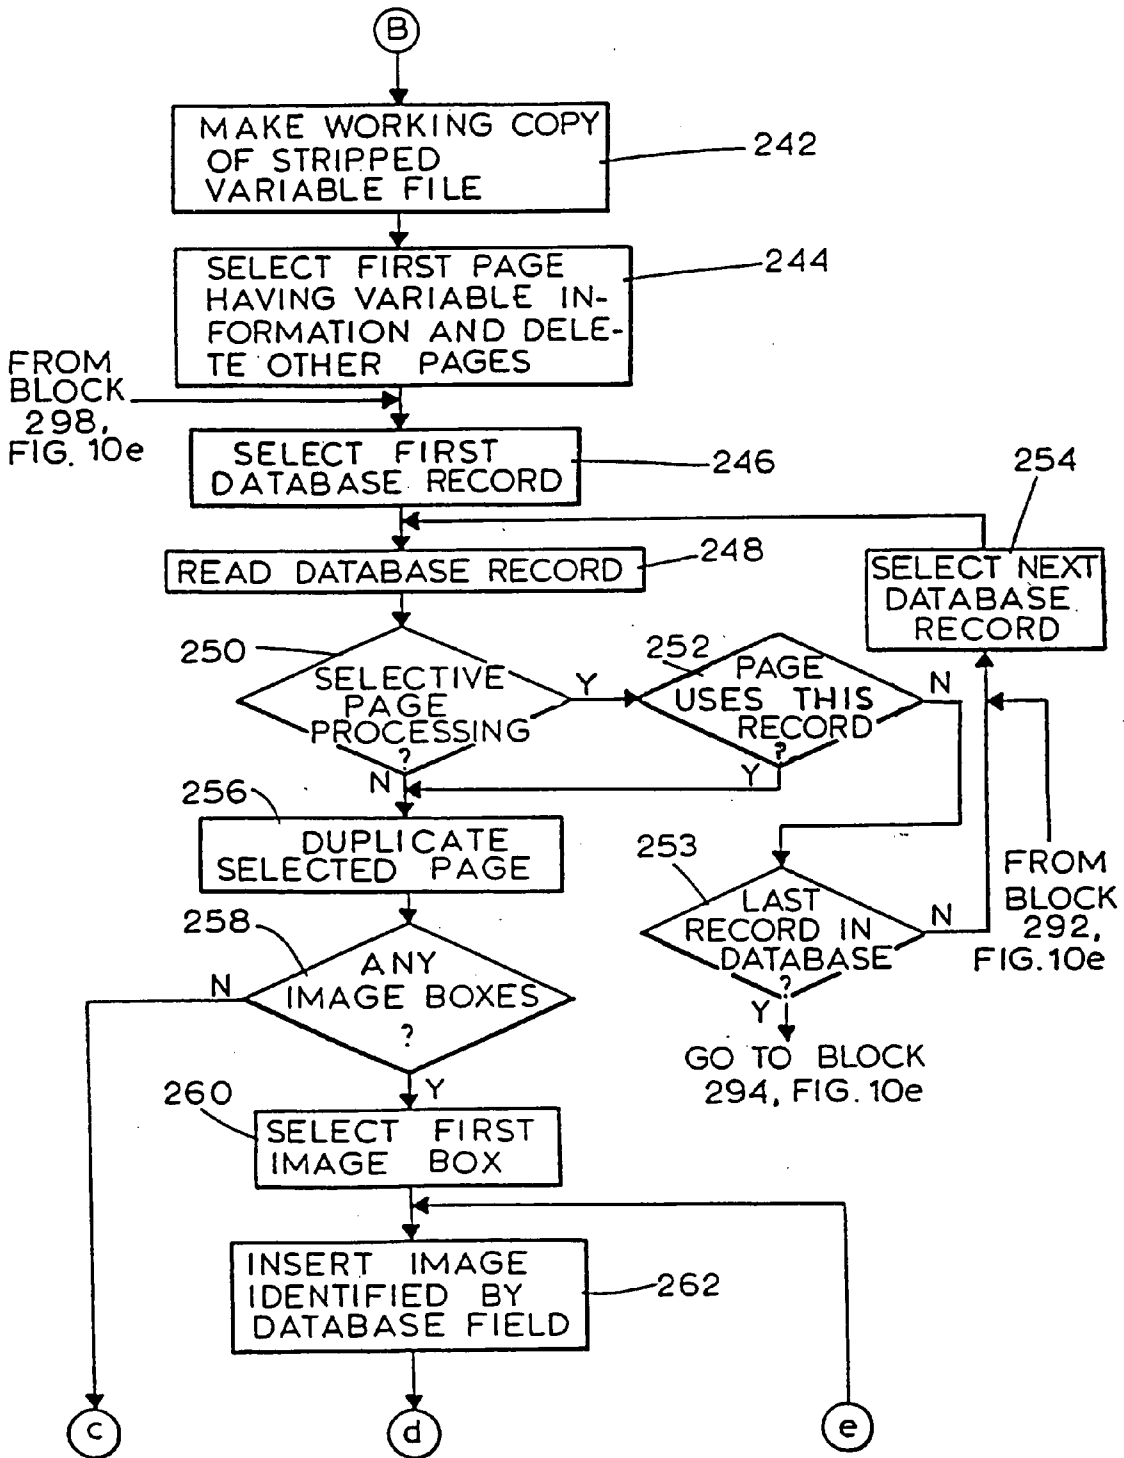 B
MAKE WORKING COPY
OF STRIPPED
VARIABLE FILE
242
SELECT FIRST PAGE
HAVING VARIABLE IN-
FORMATION AND DELE-
TE OTHER PAGES
244
FROM
BLOCK
298,
FIG. 10e
SELECT FIRST
DATABASE RECORD
246
254
READ DATABASE RECORD
248
SELECT NEXT
DATABASE
RECORD
250
SELECTIVE
PAGE
PROCESSING
?
Y
N
252
PAGE
USES THIS
RECORD
?
N
Y
256
DUPLICATE
SELECTED PAGE
253
LAST
RECORD IN
DATABASE
?
N
Y
FROM
BLOCK
292,
FIG. 10e
GO TO BLOCK
294, FIG. 10e
258
ANY
IMAGE BOXES
?
N
Y
260
SELECT FIRST
IMAGE BOX
INSERT IMAGE
IDENTIFIED BY
DATABASE FIELD
262
c
d
e